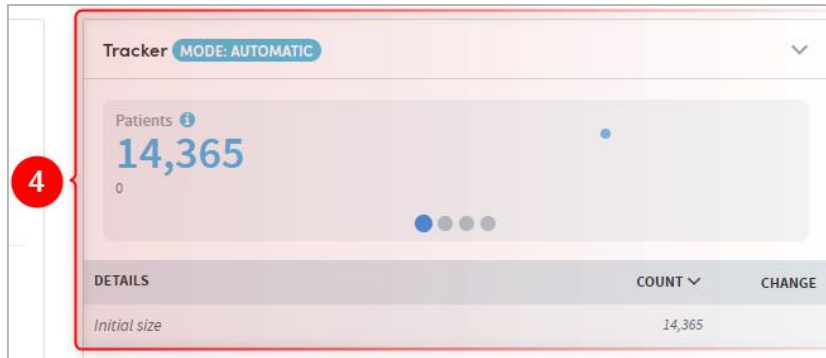 Tracker MODE: AUTOMATIC
Patients
14,365
0
4
DETAILS COUNT CHANGE
Initial size 14,365